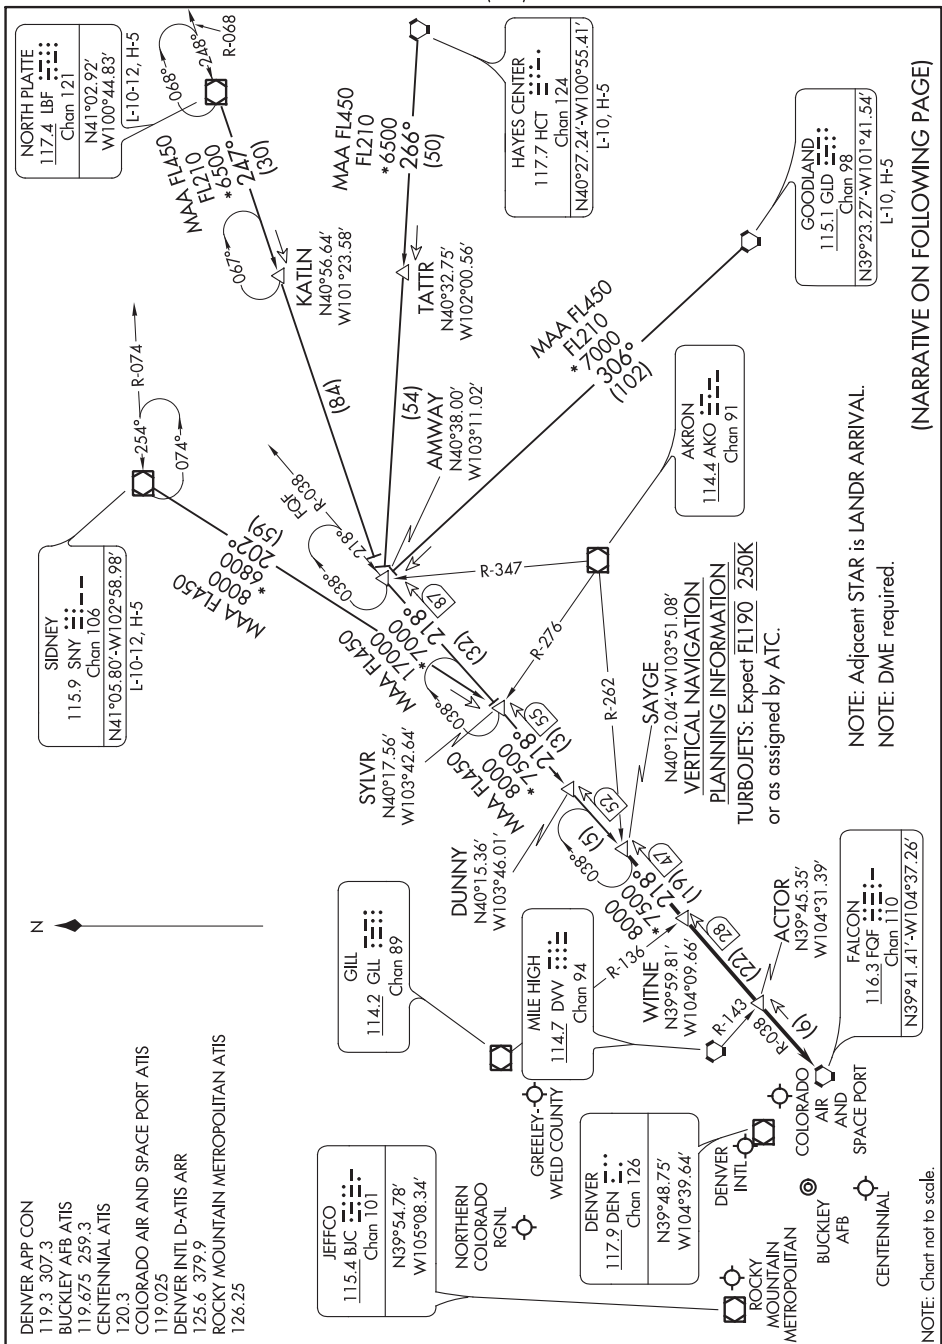 DENVER APP CON
119.3 307.3
BUCKLEY AFB ATIS
119.675 259.3
CENTENNIAL ATIS
120.3
COLORADO AIR AND SPACE PORT ATIS
119.025
DENVER INTL D-ATIS ARR
125.6 379.9
ROCKY MOUNTAIN METROPOLITAN ATIS
126.25
N
SIDNEY
115.9 SNY
Chan 106
N41°05.80'-W102°58.98'
L-10-12, H-5
254°
R-074
074°
NORTH PLATTE
117.4 LBF
Chan 121
N41°02.92'
W100°44.83'
L-10-12, H-5
068°
248°
R-068
MAA FL450
FL210
*6500
247°
(30)
067°
KATLN
N40°56.64'
W101°23.58'
(84)
MAA FL450
FL210
*6500
266°
(50)
HAYES CENTER
117.7 HCT
Chan 124
N40°27.24'-W100°55.41'
L-10, H-5
TATTR
N40°32.75'
W102°00.56'
(54)
AMWAY
N40°38.00'
W103°11.02'
MAA FL450
FL210
*7000
306°
(102)
GOODLAND
115.1 GLD
Chan 98
N39°23.27'-W101°41.54'
L-10, H-5
MAA FL450
8000
*6800
202°
(59)
FQF
R-038
218°
038°
MAA FL450
17000
*7000
218°
(32)
87
R-347
AKRON
114.4 AKO
Chan 91
R-276
R-262
SYLVR
N40°17.56'
W103°42.64'
038°
MAA FL450
8000
*7500
218°
(3)
55
DUNNY
N40°15.36'
W103°46.01'
038°
(5)
52
SAYGE
N40°12.04'-W103°51.08'
VERTICAL NAVIGATION
PLANNING INFORMATION
TURBOJETS: Expect FL190 250K
or as assigned by ATC.
8000
*7500
218°
(19)
47
GILL
114.2 GLL
Chan 89
MILE HIGH
114.7 DVV
Chan 94
R-136
WITNE
N39°59.81'
W104°09.66'
28
(22)
R-143
ACTOR
N39°45.35'
W104°31.39'
R-038
(6)
FALCON
116.3 FQF
Chan 110
N39°41.41'-W104°37.26'
JEFFCO
115.4 BJC
Chan 101
N39°54.78'
W105°08.34'
NORTHERN
COLORADO
RGNL
GREELEY-
WELD COUNTY
DENVER
117.9 DEN
Chan 126
N39°48.75'
W104°39.64'
DENVER
INTL
COLORADO
AIR
AND
SPACE PORT
ROCKY
MOUNTAIN
METROPOLITAN
BUCKLEY
AFB
CENTENNIAL
NOTE: Adjacent STAR is LANDR ARRIVAL.
NOTE: DME required.
(NARRATIVE ON FOLLOWING PAGE)
NOTE: Chart not to scale.